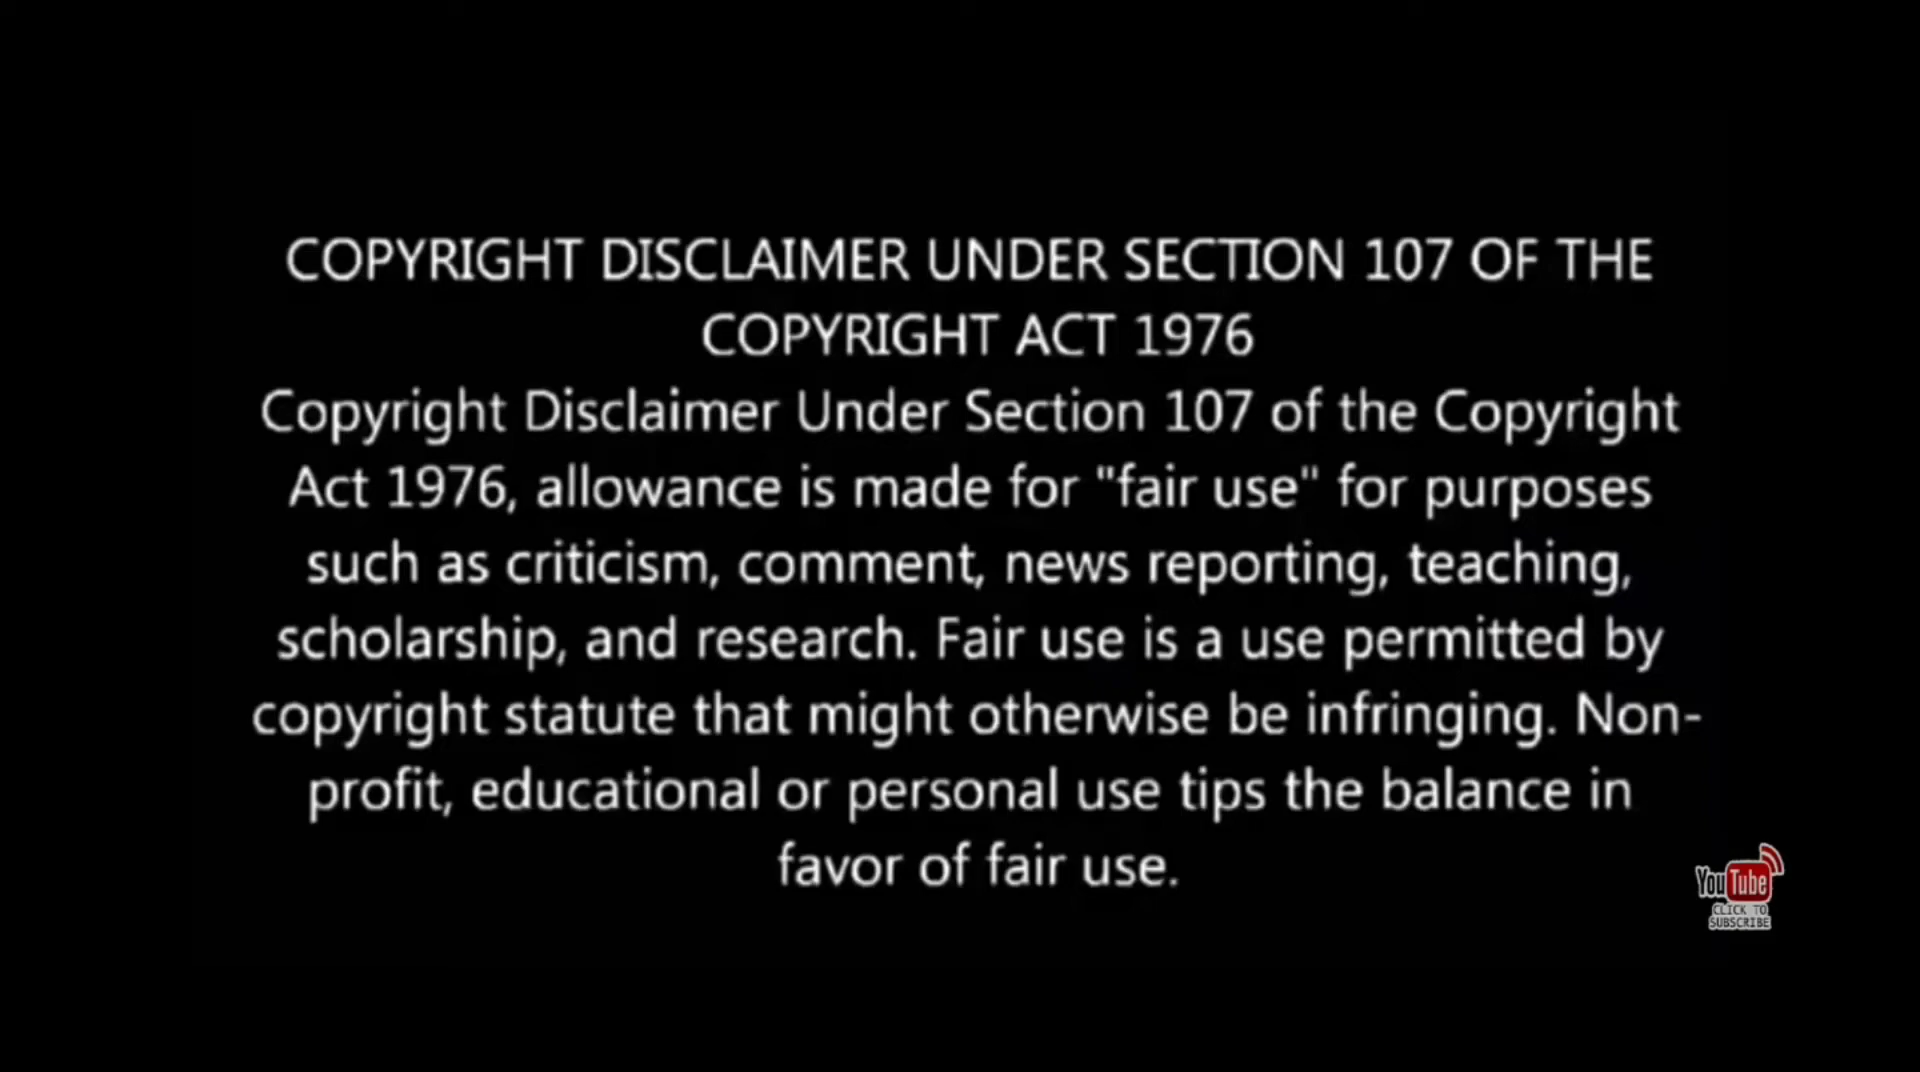 COPYRIGHT DISCLAIMER UNDER SECTION 107 OF THE
COPYRIGHT ACT 1976
Copyright Disclaimer Under Section 107 of the Copyright
Act 1976, allowance is made for "fair use" for purposes
such as criticism, comment, news reporting, teaching,
scholarship, and research. Fair use is a use permitted by
copyright statute that might otherwise be infringing. Non-
profit, educational or personal use tips the balance in
favor of fair use.
YouTube
CLICK TO
SUBSCRIBE